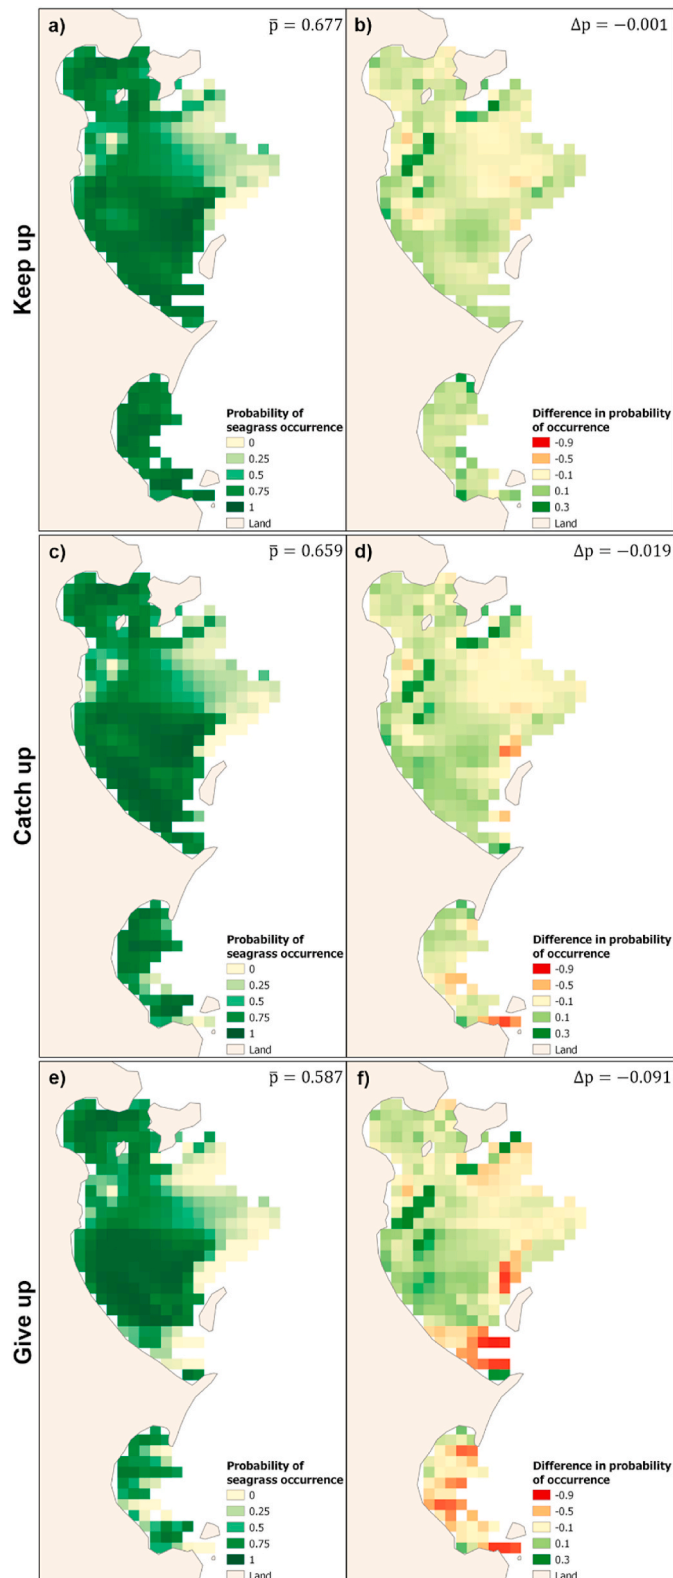 a)
p̅ = 0.677
b)
Δp = −0.001
Keep up
Probability of
seagrass occurrence
0
0.25
0.5
0.75
1
Land
Difference in probability
of occurrence
-0.9
-0.5
-0.1
0.1
0.3
Land
c)
p̅ = 0.659
d)
Δp = −0.019
Catch up
Probability of
seagrass occurrence
0
0.25
0.5
0.75
1
Land
Difference in probability
of occurrence
-0.9
-0.5
-0.1
0.1
0.3
Land
e)
p̅ = 0.587
f)
Δp = −0.091
Give up
Probability of
seagrass occurrence
0
0.25
0.5
0.75
1
Land
Difference in probability
of occurrence
-0.9
-0.5
-0.1
0.1
0.3
Land